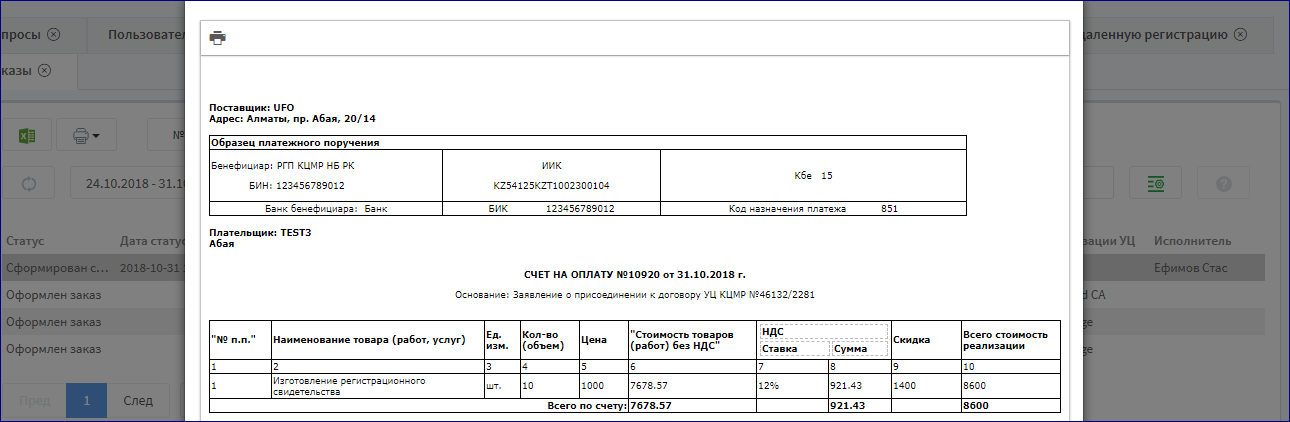 просы
Пользовател
даленную регистрацию
казы
Поставщик: UFO
Адрес: Алматы, пр. Абая, 20/14
№
24.10.2018 - 31.10
Образец платежного поручения
Бенефициар: РГП КЦМР НБ РК
БИН: 123456789012
ИИК
KZ54125KZT1002300104
Кбе 15
Банк бенефициара: Банк
БИК 123456789012
Код назначения платежа 851
Плательщик: TEST3
Абая
Статус Дата статус
зации УЦ Исполнитель
Сформирован с... 2018-10-31
Ефимов Стас
Оформлен заказ
d CA
Оформлен заказ
ge
Оформлен заказ
ge
Пред 1 След
СЧЕТ НА ОПЛАТУ №10920 от 31.10.2018 г.
Основание: Заявление о присоединении к договору УЦ КЦМР №46132/2281
"№ п.п." Наименование товара (работ, услуг) Ед. изм. Кол-во (объем) Цена "Стоимость товаров (работ) без НДС" НДС Ставка Сумма Скидка Всего стоимость реализации
1 2 3 4 5 6 7 8 9 10
1 Изготовление регистрационного свидетельства шт. 10 1000 7678.57 12% 921.43 1400 8600
Всего по счету: 7678.57 921.43 8600